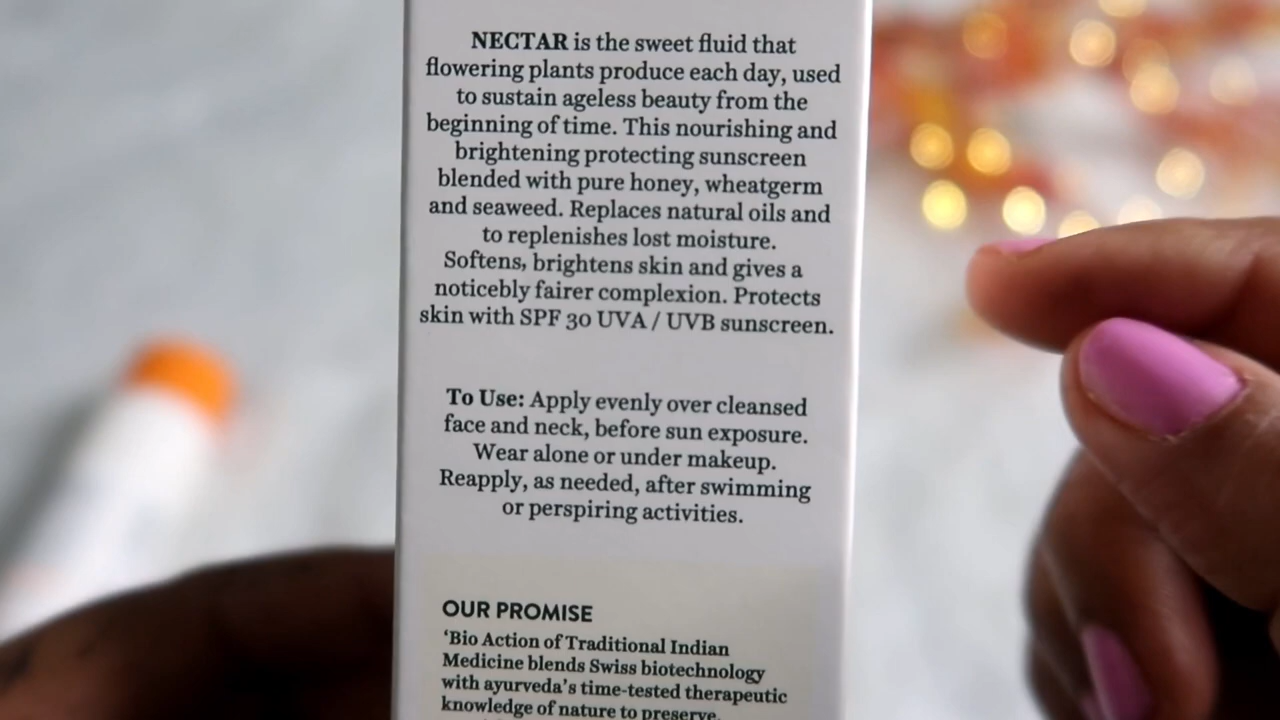 NECTAR is the sweet fluid that
flowering plants produce each day, used
to sustain ageless beauty from the
beginning of time. This nourishing and
brightening protecting sunscreen
blended with pure honey, wheatgerm
and seaweed. Replaces natural oils and
to replenishes lost moisture.
Softens, brightens skin and gives a
noticebly fairer complexion. Protects
skin with SPF 30 UVA / UVB sunscreen.
To Use: Apply evenly over cleansed
face and neck, before sun exposure.
Wear alone or under makeup.
Reapply, as needed, after swimming
or perspiring activities.
OUR PROMISE
‘Bio Action of Traditional Indian
Medicine blends Swiss biotechnology
with ayurveda’s time-tested therapeutic
knowledge of nature to preserve,